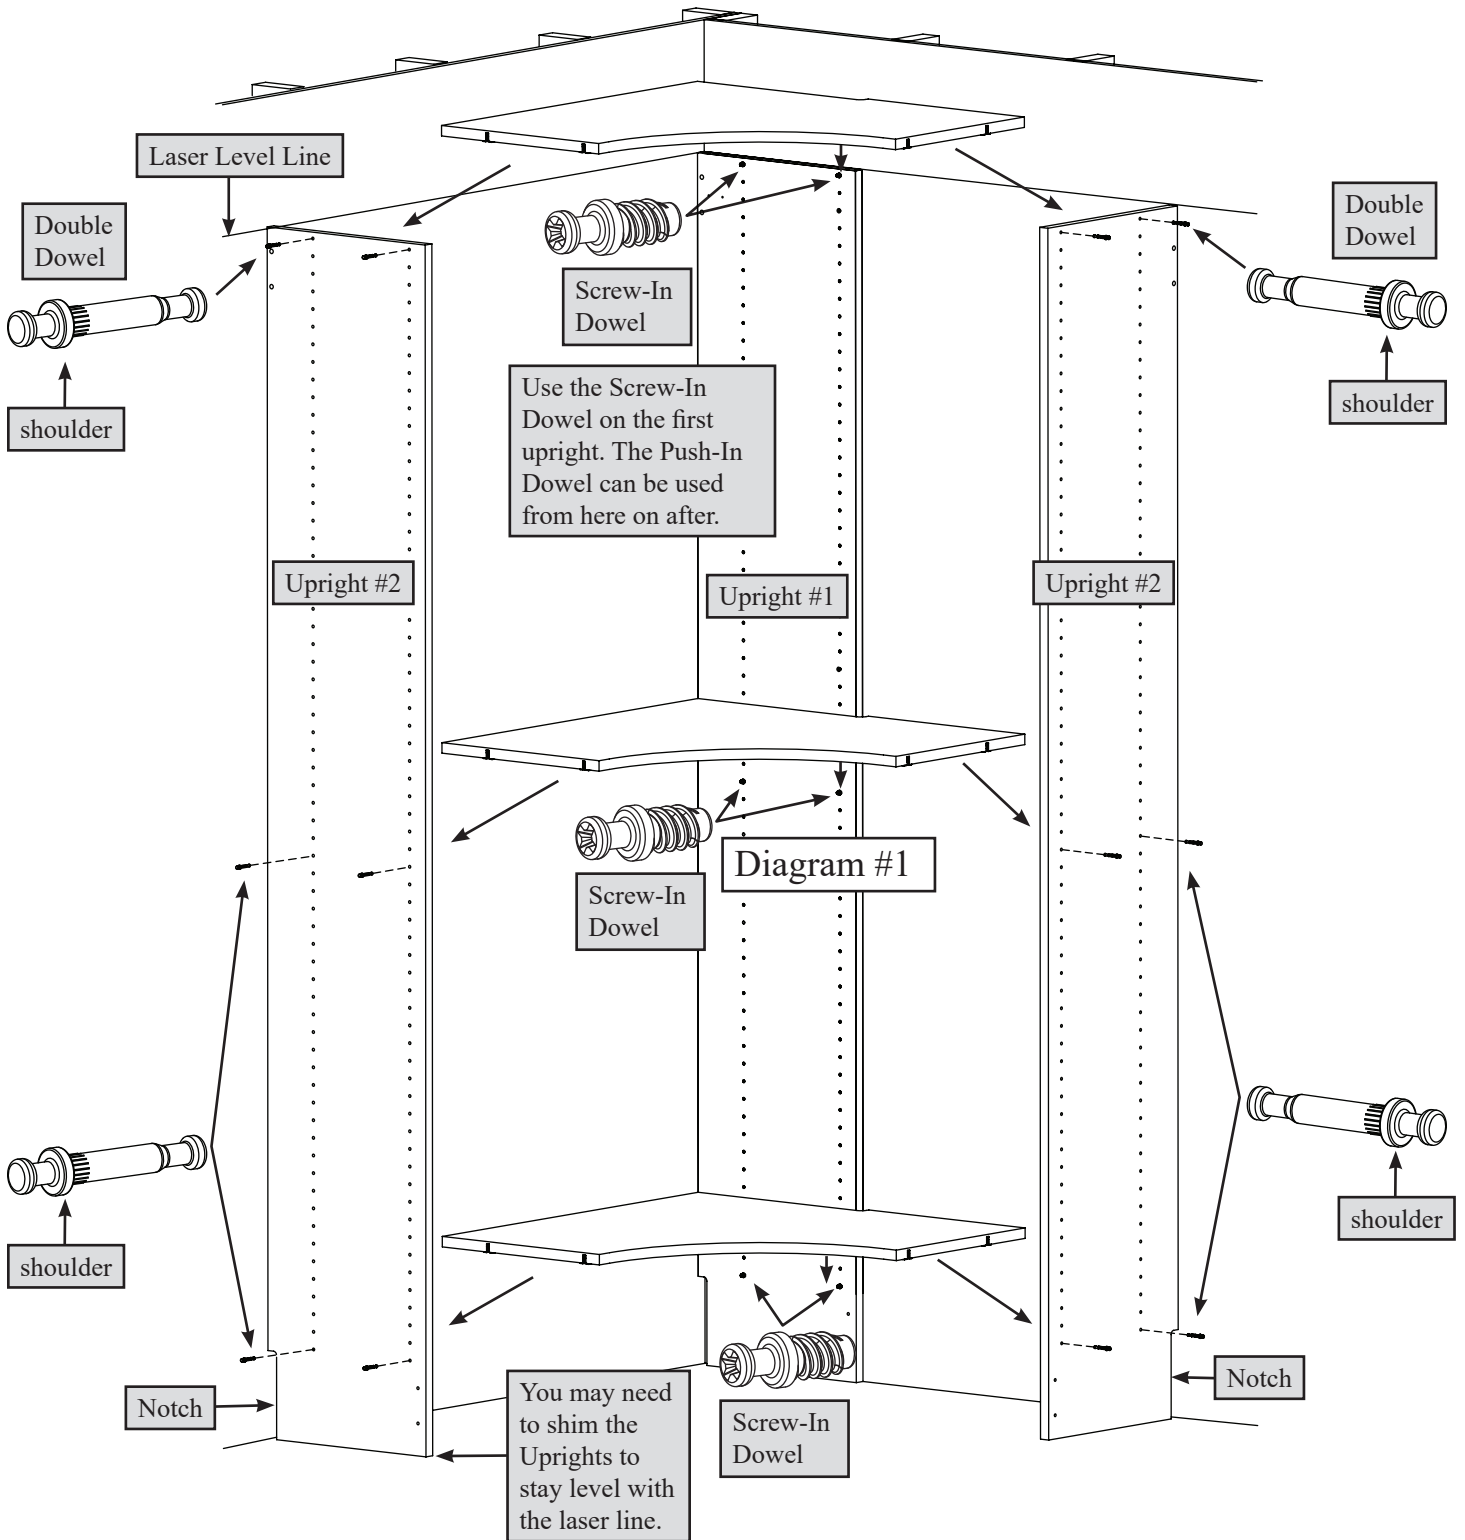 Laser Level Line
Double
Dowel
Double
Dowel
Screw-In
Dowel
shoulder
shoulder
Use the Screw-In
Dowel on the first
upright. The Push-In
Dowel can be used
from here on after.
Upright #2
Upright #1
Upright #2
Diagram #1
Screw-In
Dowel
shoulder
shoulder
Notch
Notch
You may need
to shim the
Uprights to
stay level with
the laser line.
Screw-In
Dowel